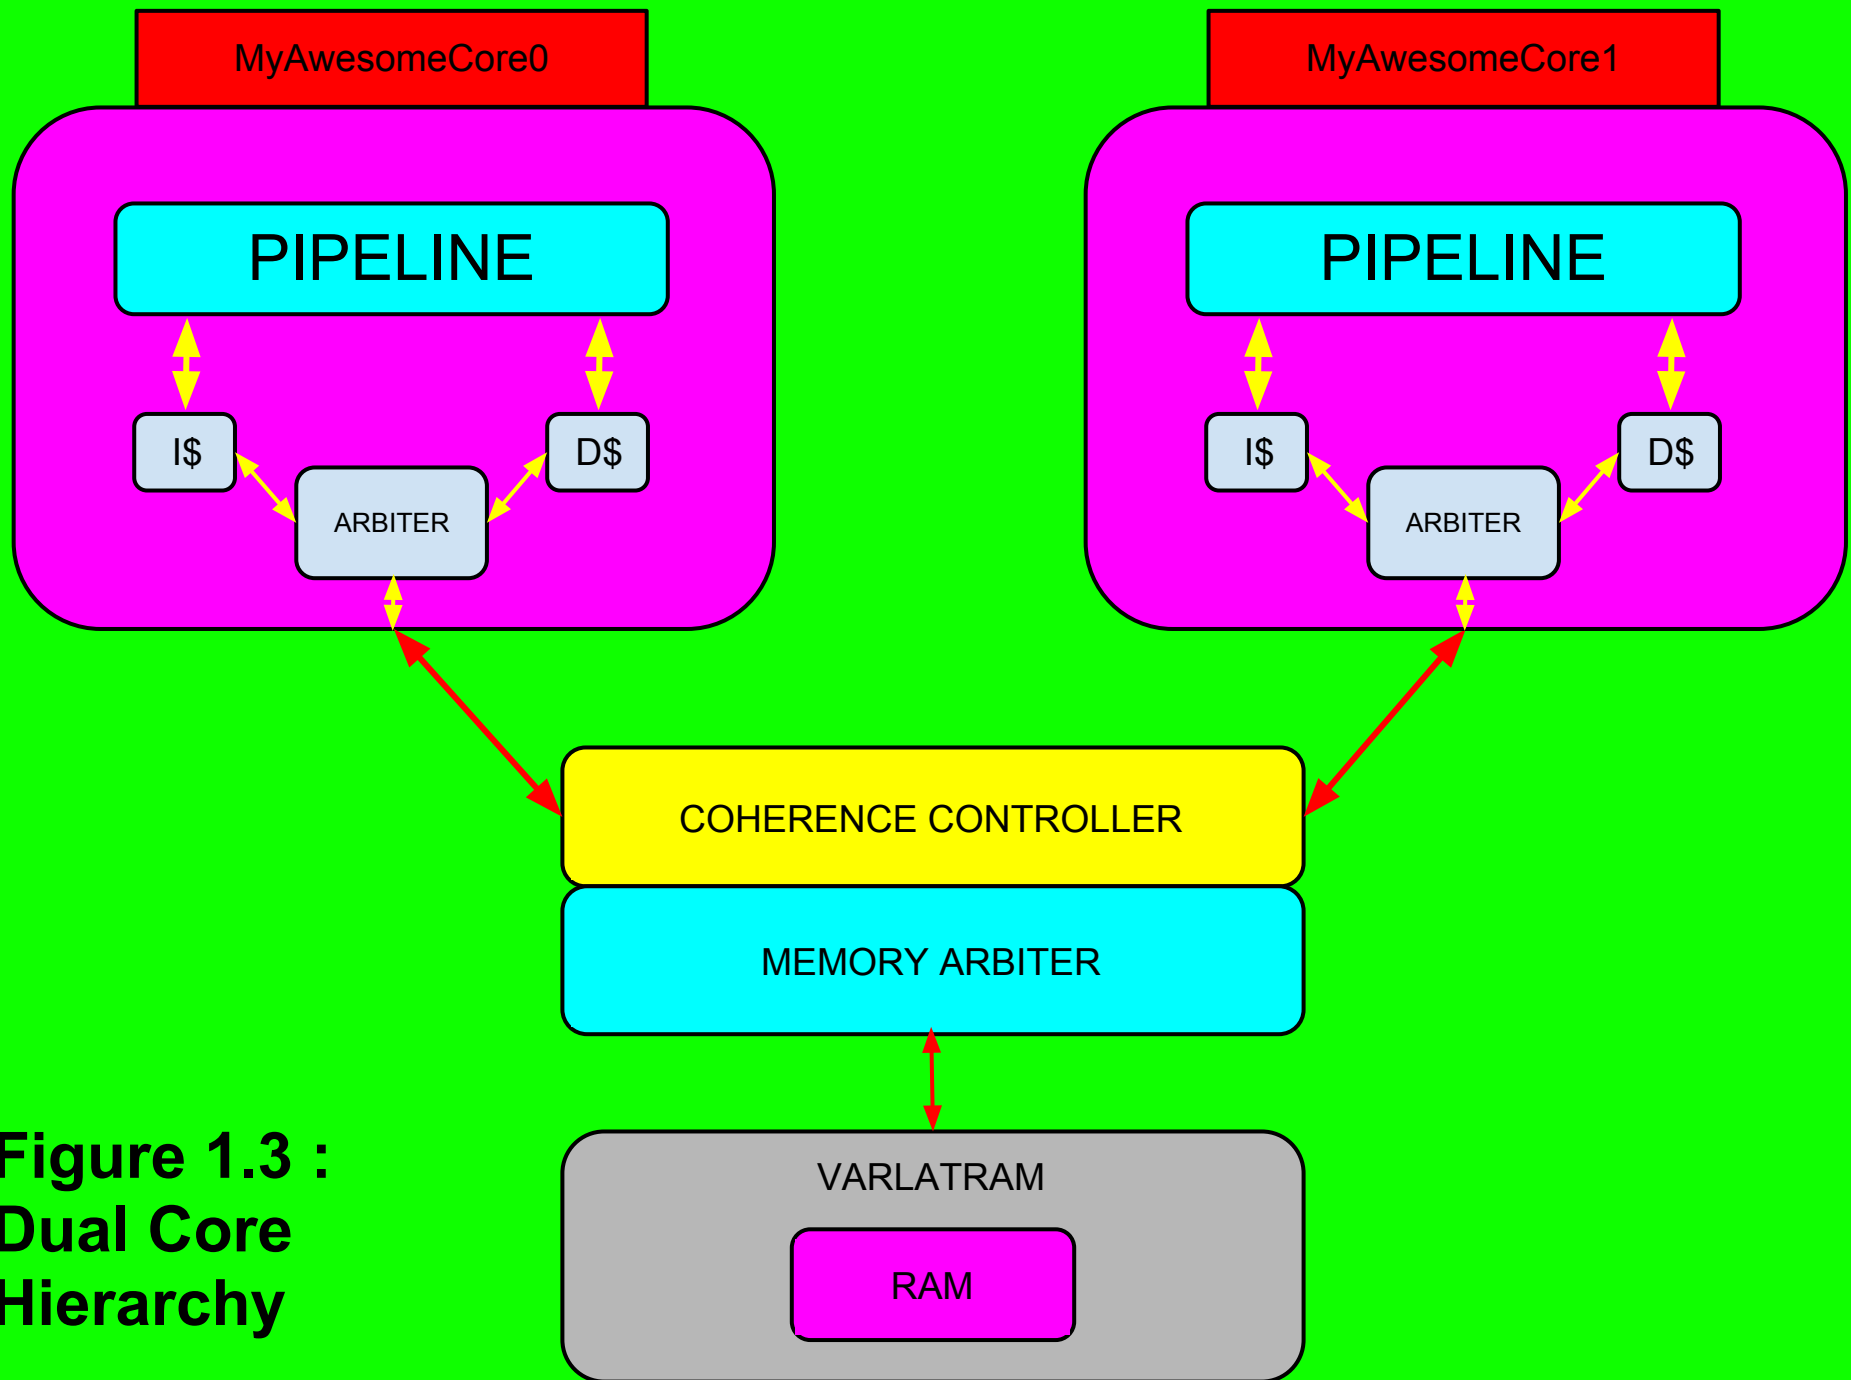 MyAwesomeCore0
MyAwesomeCore1
PIPELINE
PIPELINE
I$
D$
I$
D$
ARBITER
ARBITER
COHERENCE CONTROLLER
MEMORY ARBITER
VARLATRAM
RAM
Figure 1.3 :
Dual Core
Hierarchy